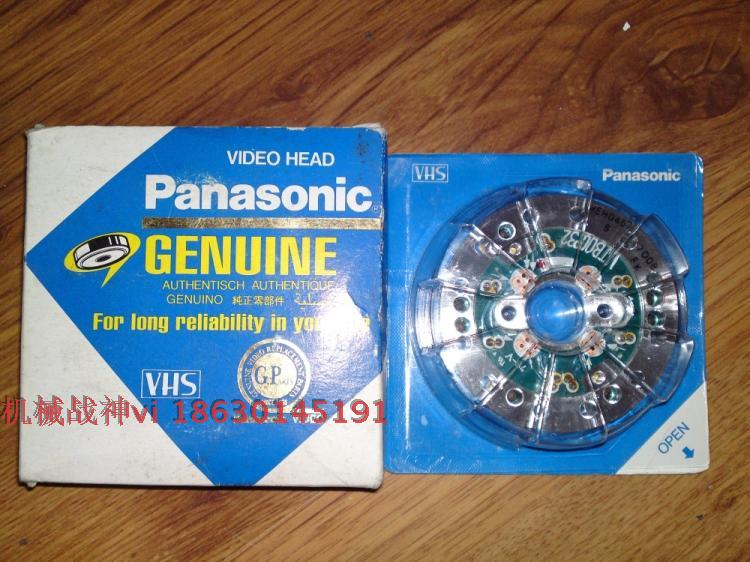 VIDEO HEAD
Panasonic
GENUINE
AUTHENTISCH AUTHENTIQUE
GENUINO 純正零部件
For long reliability in
VHS
G.P
机械战神vi 18630145191
VHS
Panasonic
OPEN